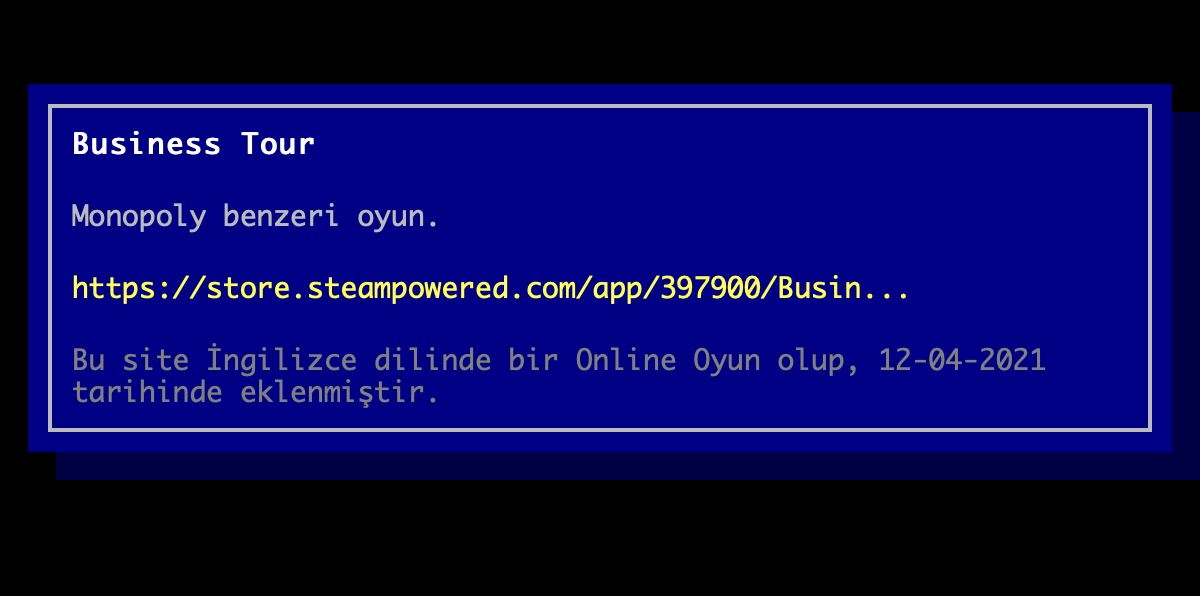 Business Tour
Monopoly benzeri oyun.
https://store.steampowered.com/app/397900/Busin...
Bu site İngilizce dilinde bir Online Oyun olup, 12-04-2021
tarihinde eklenmiştir.